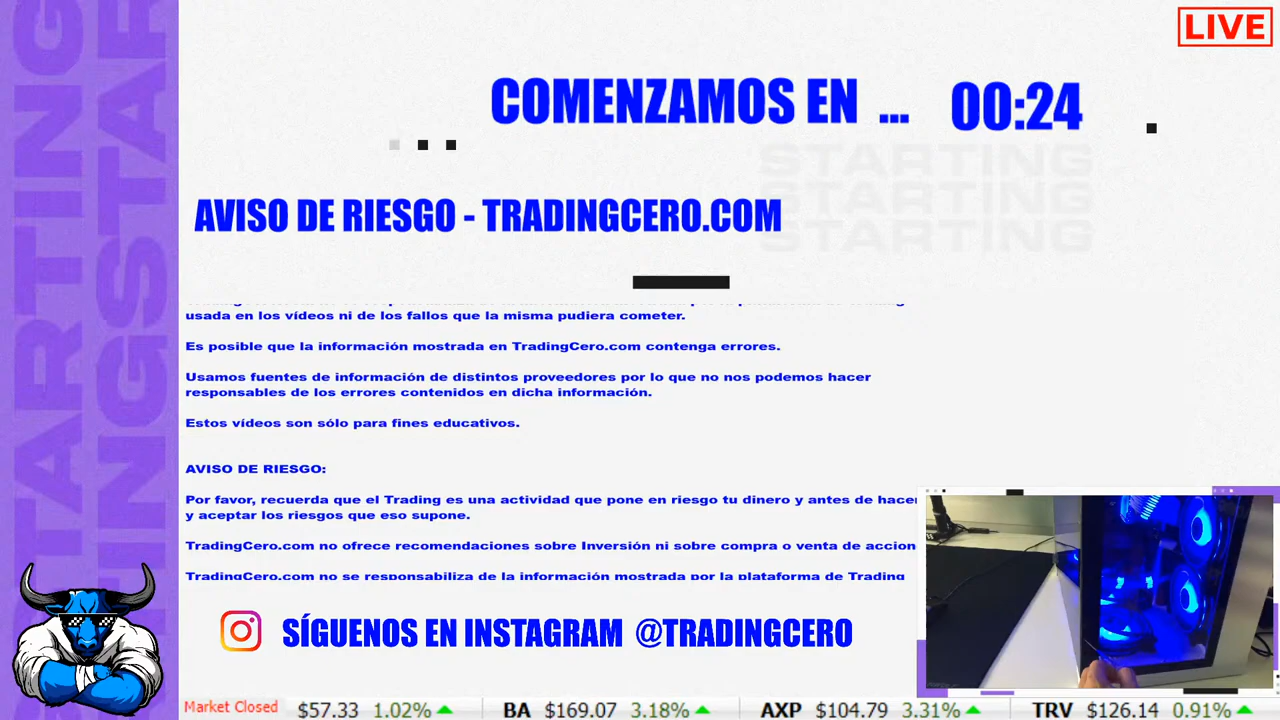 LIVE
COMENZAMOS EN ... 00:24
STARTING
STARTING
STARTING
AVISO DE RIESGO - TRADINGCERO.COM
usada en los vídeos ni de los fallos que la misma pudiera cometer.
Es posible que la información mostrada en TradingCero.com contenga errores.
Usamos fuentes de información de distintos proveedores por lo que no nos podemos hacer
responsables de los errores contenidos en dicha información.
Estos vídeos son sólo para fines educativos.
AVISO DE RIESGO:
Por favor, recuerda que el Trading es una actividad que pone en riesgo tu dinero y antes de hacer
y aceptar los riesgos que eso supone.
TradingCero.com no ofrece recomendaciones sobre Inversión ni sobre compra o venta de accion
TradingCero.com no se responsabiliza de la información mostrada por la plataforma de Trading
SÍGUENOS EN INSTAGRAM @TRADINGCERO
Market Closed $57.33 1.02% BA $169.07 3.18% AXP $104.79 3.31% TRV $126.14 0.91%
STARTING
STAR
TING